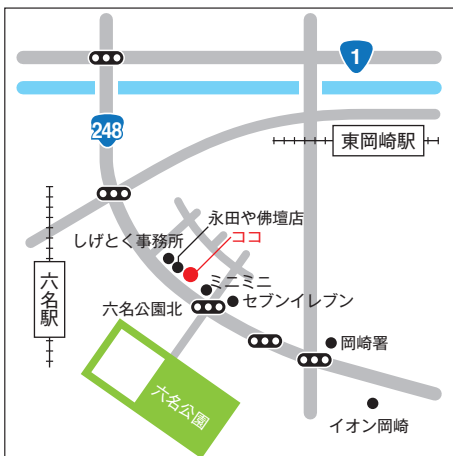 1
248
東岡崎駅
永田や佛壇店
しげとく事務所
ココ
六名駅
ミニミニ
セブンイレブン
六名公園北
岡崎署
六名公園
イオン岡崎